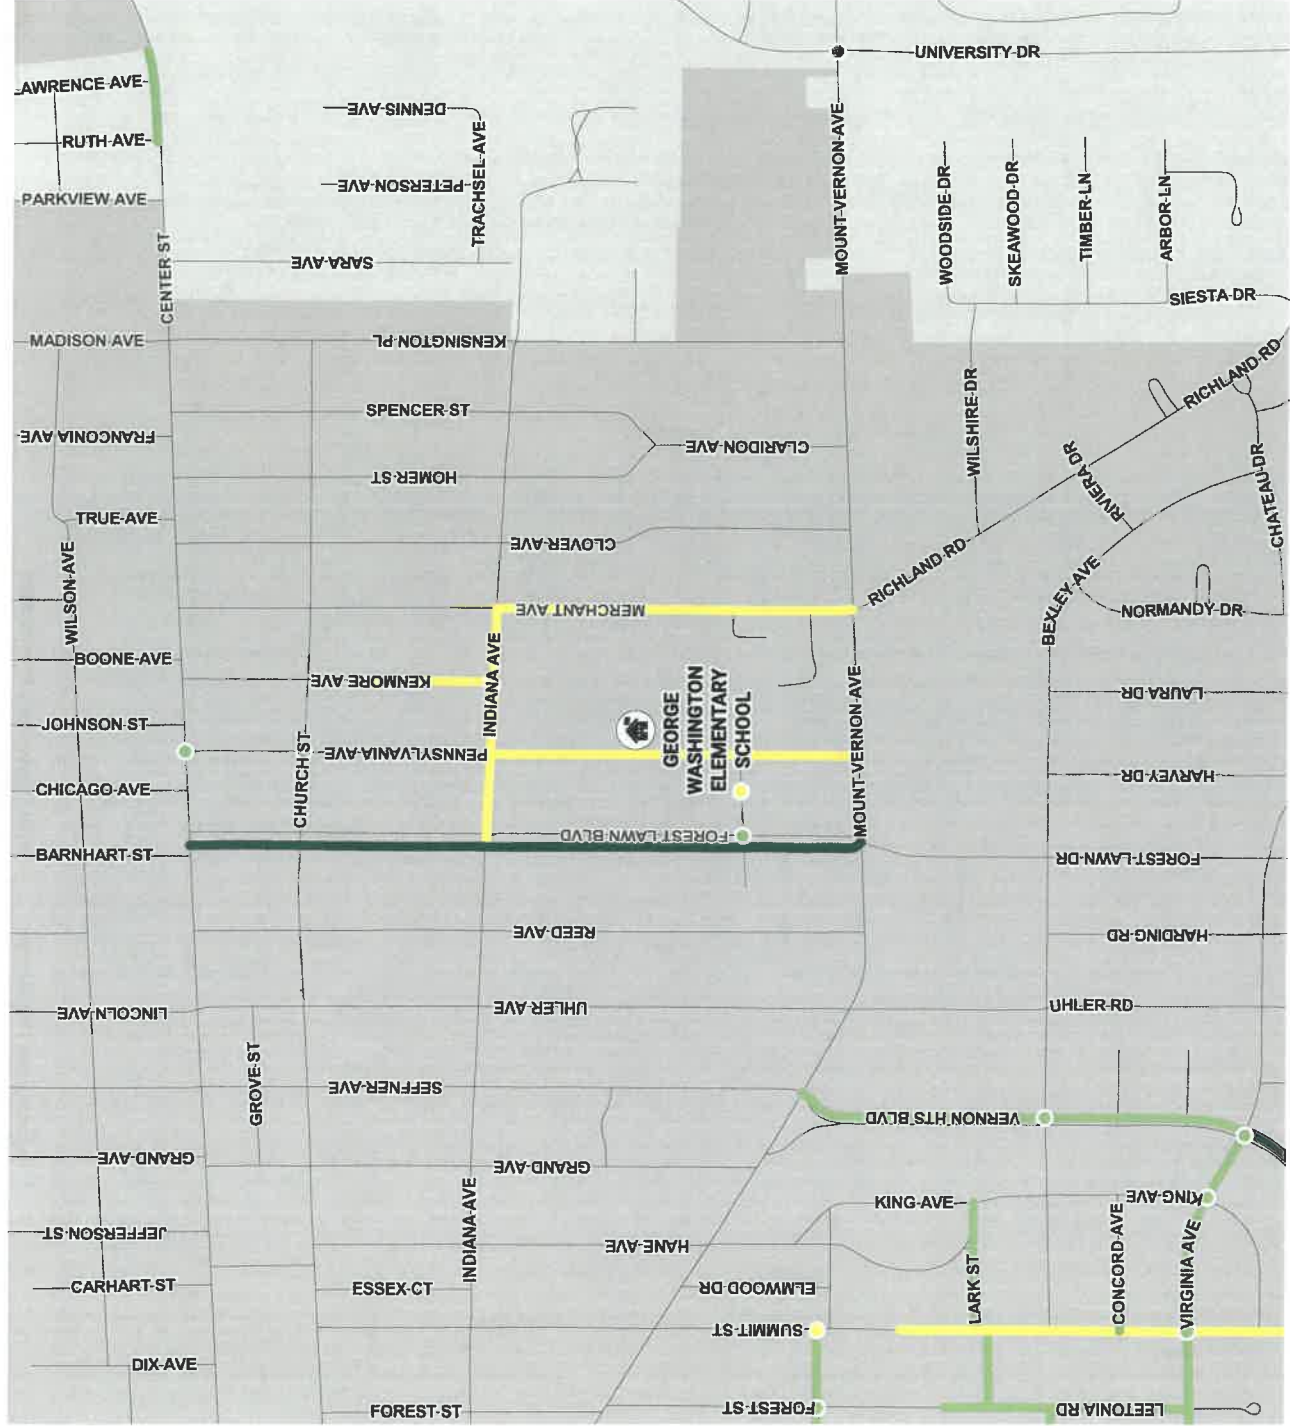 UNIVERSITY-DR
LAWRENCE-AVE
DENNIS-AVE
RUTH-AVE
MOUNT-VERNON-AVE
TRACHSEL-AVE
PETERSON-AVE
PARKVIEW AVE
WOODSIDE-DR
SKEAWOOD-DR
TIMBER-LN
ARBOR-LN
CENTER ST
SARA-AVE
SIESTA-DR
MADISON AVE
KENSINGTON-PL
RICHLAND-RD
SPENCER-ST
WILSHIRE-DR
FRANCONIA AVE
CLARIDON-AVE
HOMER-ST
RIVIERA DR
CHATEAU-DR
TRUE-AVE
CLOVER-AVE
RICHLAND-RD
WILSON-AVE
BEXLEY-AVE
MERCHANT AVE
NORMANDY-DR
BOONE-AVE
INDIANA AVE
KENMORE AVE
LAURA-DR
JOHNSON-ST
GEORGE
WASHINGTON
ELEMENTARY
SCHOOL
MOUNT-VERNON-AVE
PENNSYLVANIA-AVE
CHURCH-ST
HARVEY-DR
CHICAGO-AVE
FOREST-LAWN BLVD
BARNHART-ST
FOREST-LAWN-DR
REED-AVE
HARDING-RD
LINCOLN-AVE
UHLER-AVE
UHLER-RD
GROVE-ST
SEFFNER-AVE
VERNON HTS BLVD
GRAND-AVE
GRAND-AVE
INDIANA-AVE
KING-AVE
KING-AVE
JEFFERSON-ST
HANE-AVE
CONCORD-AVE
VIRGINIA AVE
LARK ST
CARHART-ST
ESSEX-CT
ELMWOOD DR
SUMMIT-ST
DIX-AVE
FOREST-ST
FOREST-ST
LEETONIA RD